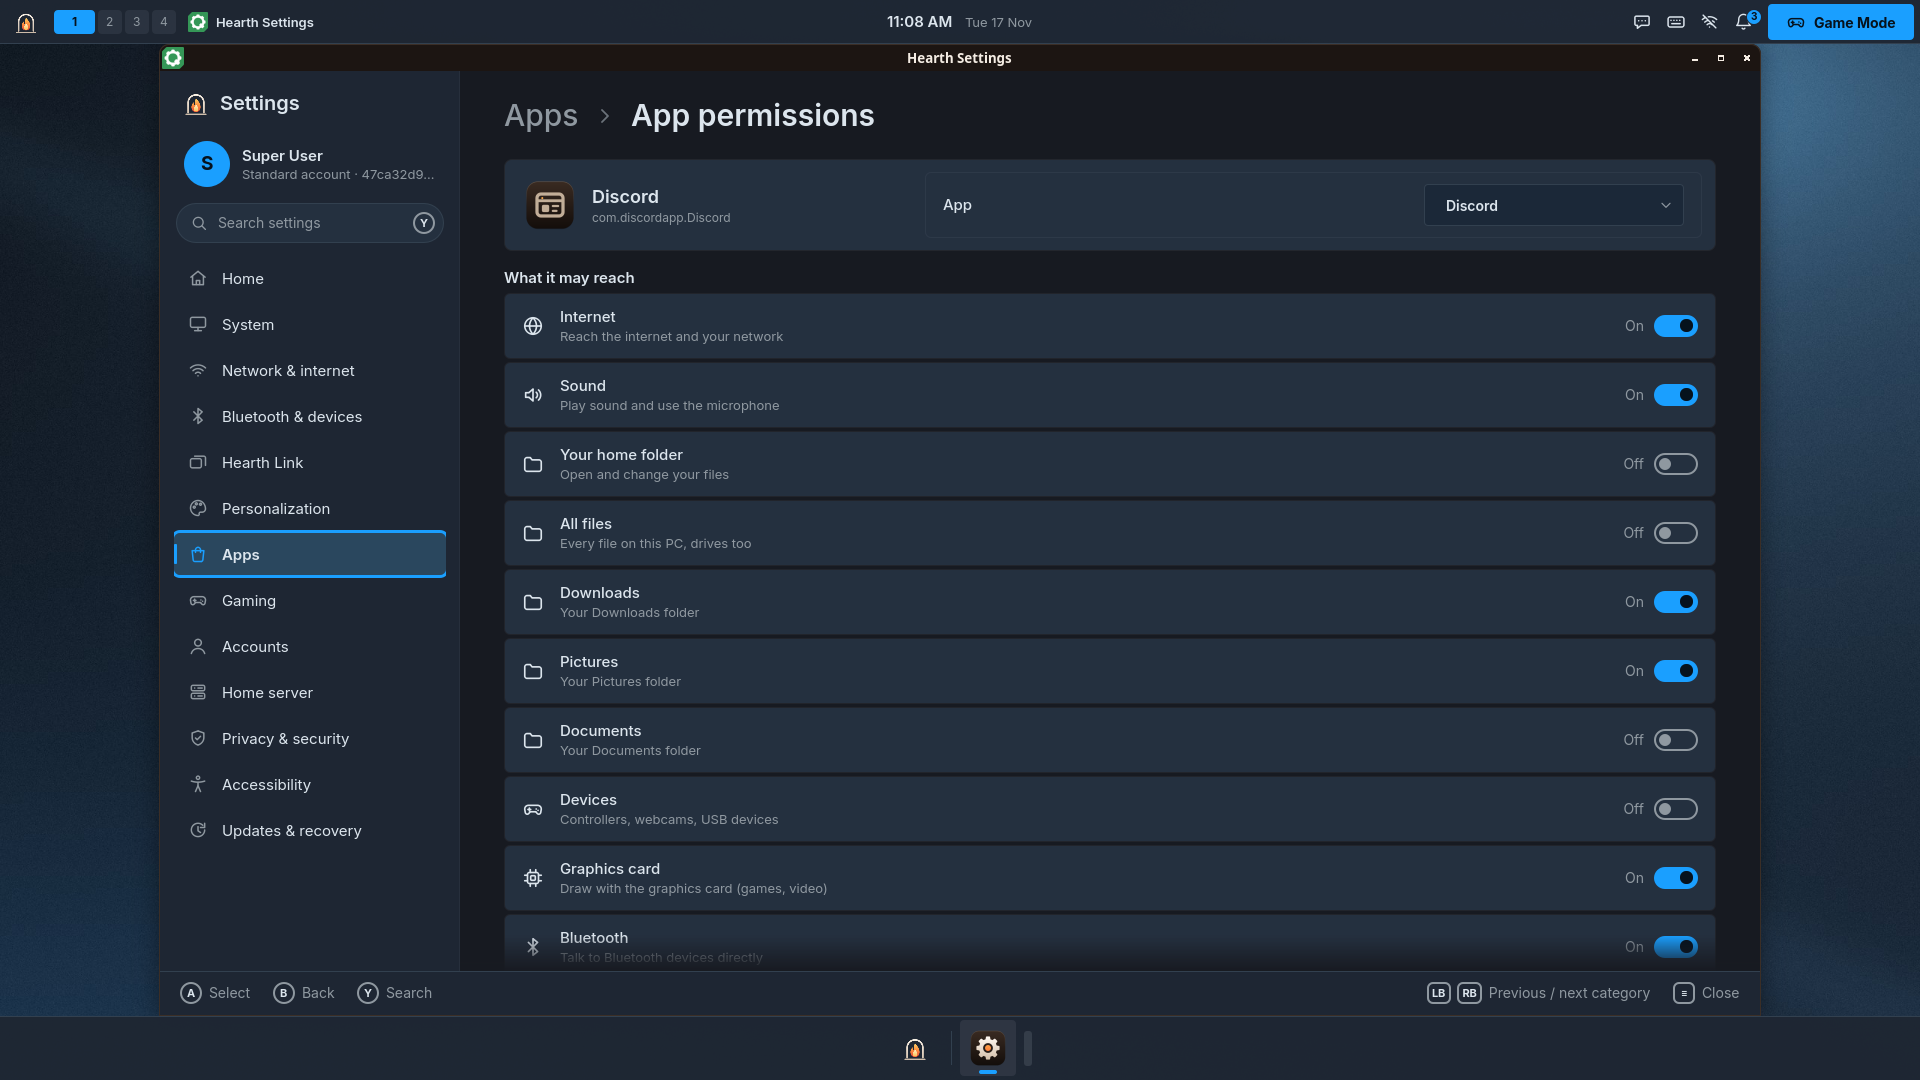 1 2 3 4 Hearth Settings 11:08 AM Tue 17 Nov 3 Game Mode
Hearth Settings
Settings
S Super User
Standard account · 47ca32d9...
Search settings Y
Home
System
Network & internet
Bluetooth & devices
Hearth Link
Personalization
Apps
Gaming
Accounts
Home server
Privacy & security
Accessibility
Updates & recovery
Apps > App permissions
Discord
com.discordapp.Discord
App Discord
What it may reach
Internet
Reach the internet and your network
On
Sound
Play sound and use the microphone
On
Your home folder
Open and change your files
Off
All files
Every file on this PC, drives too
Off
Downloads
Your Downloads folder
On
Pictures
Your Pictures folder
On
Documents
Your Documents folder
Off
Devices
Controllers, webcams, USB devices
Off
Graphics card
Draw with the graphics card (games, video)
On
Bluetooth
Talk to Bluetooth devices directly
On
A Select B Back Y Search LB RB Previous / next category Close